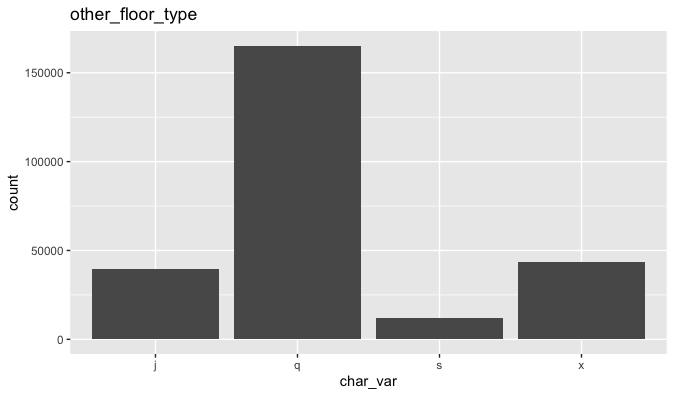 other_floor_type
150000
100000
50000
0
count
j q s x
char_var